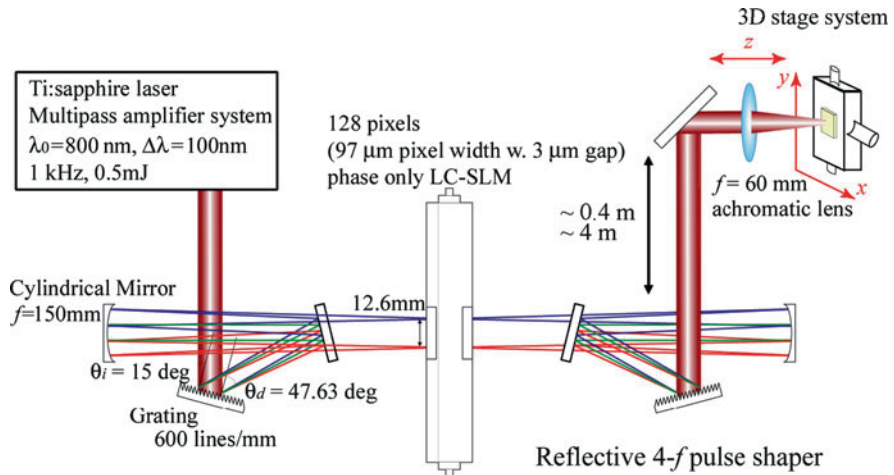 3D stage system
z
y
x
Ti:sapphire laser
Multipass amplifier system
λ0=800 nm, Δλ=100nm
1 kHz, 0.5mJ
128 pixels
(97 μm pixel width w. 3 μm gap)
phase only LC-SLM
f= 60 mm
achromatic lens
~ 0.4 m
~ 4 m
Cylindrical Mirror
f=150mm
12.6mm
θi = 15 deg
θd = 47.63 deg
Grating
600 lines/mm
Reflective 4-f pulse shaper